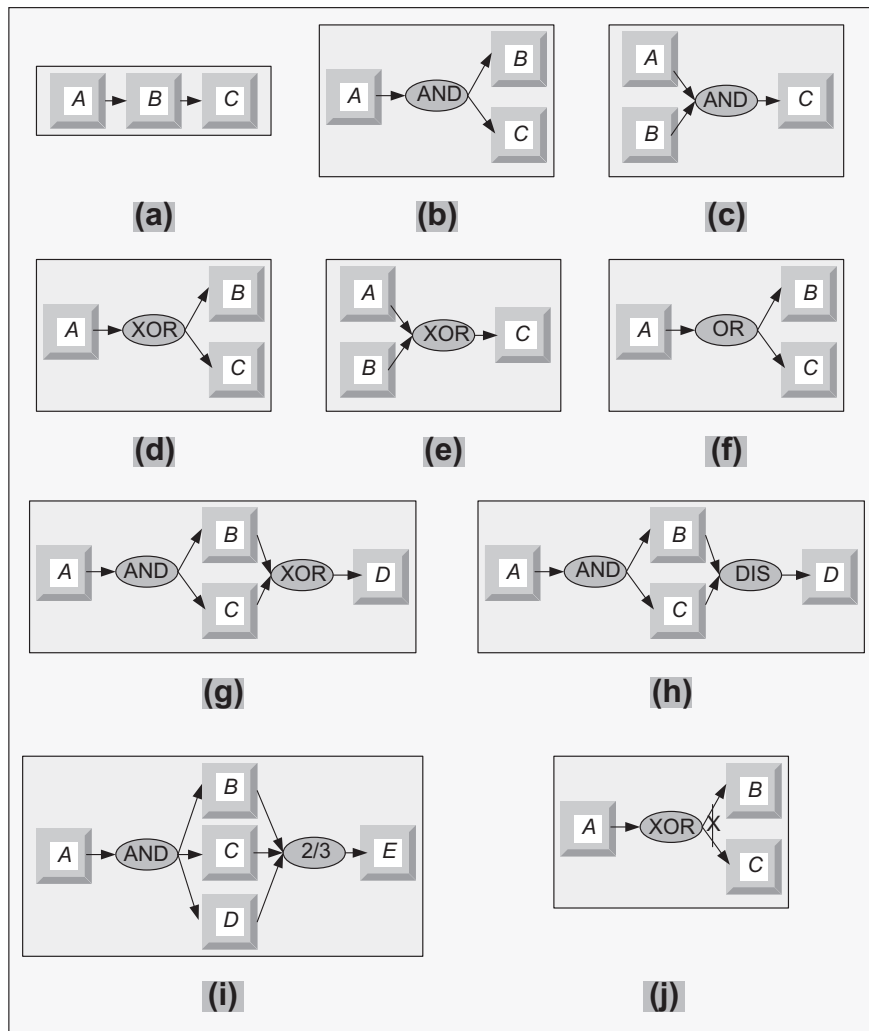 A B C
(a)
A AND B C
(b)
A B AND C
(c)
A XOR B C
(d)
A B XOR C
(e)
A OR B C
(f)
A AND B C XOR D
(g)
A AND B C DIS D
(h)
A AND B C D 2/3 E
(i)
A XOR X B C
(j)